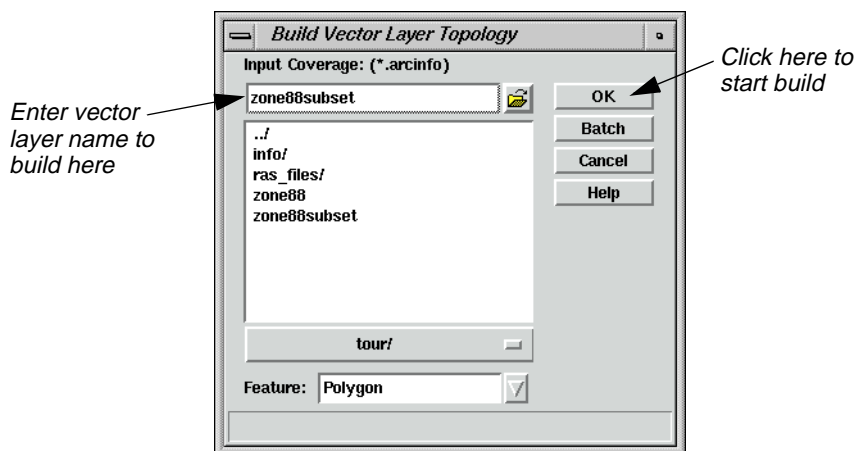 Build Vector Layer Topology
Input Coverage: (*.arcinfo)
zone88subset
../
info/
ras_files/
zone88
zone88subset
tour/
Feature: Polygon
OK
Batch
Cancel
Help
Enter vector
layer name to
build here
Click here to
start build